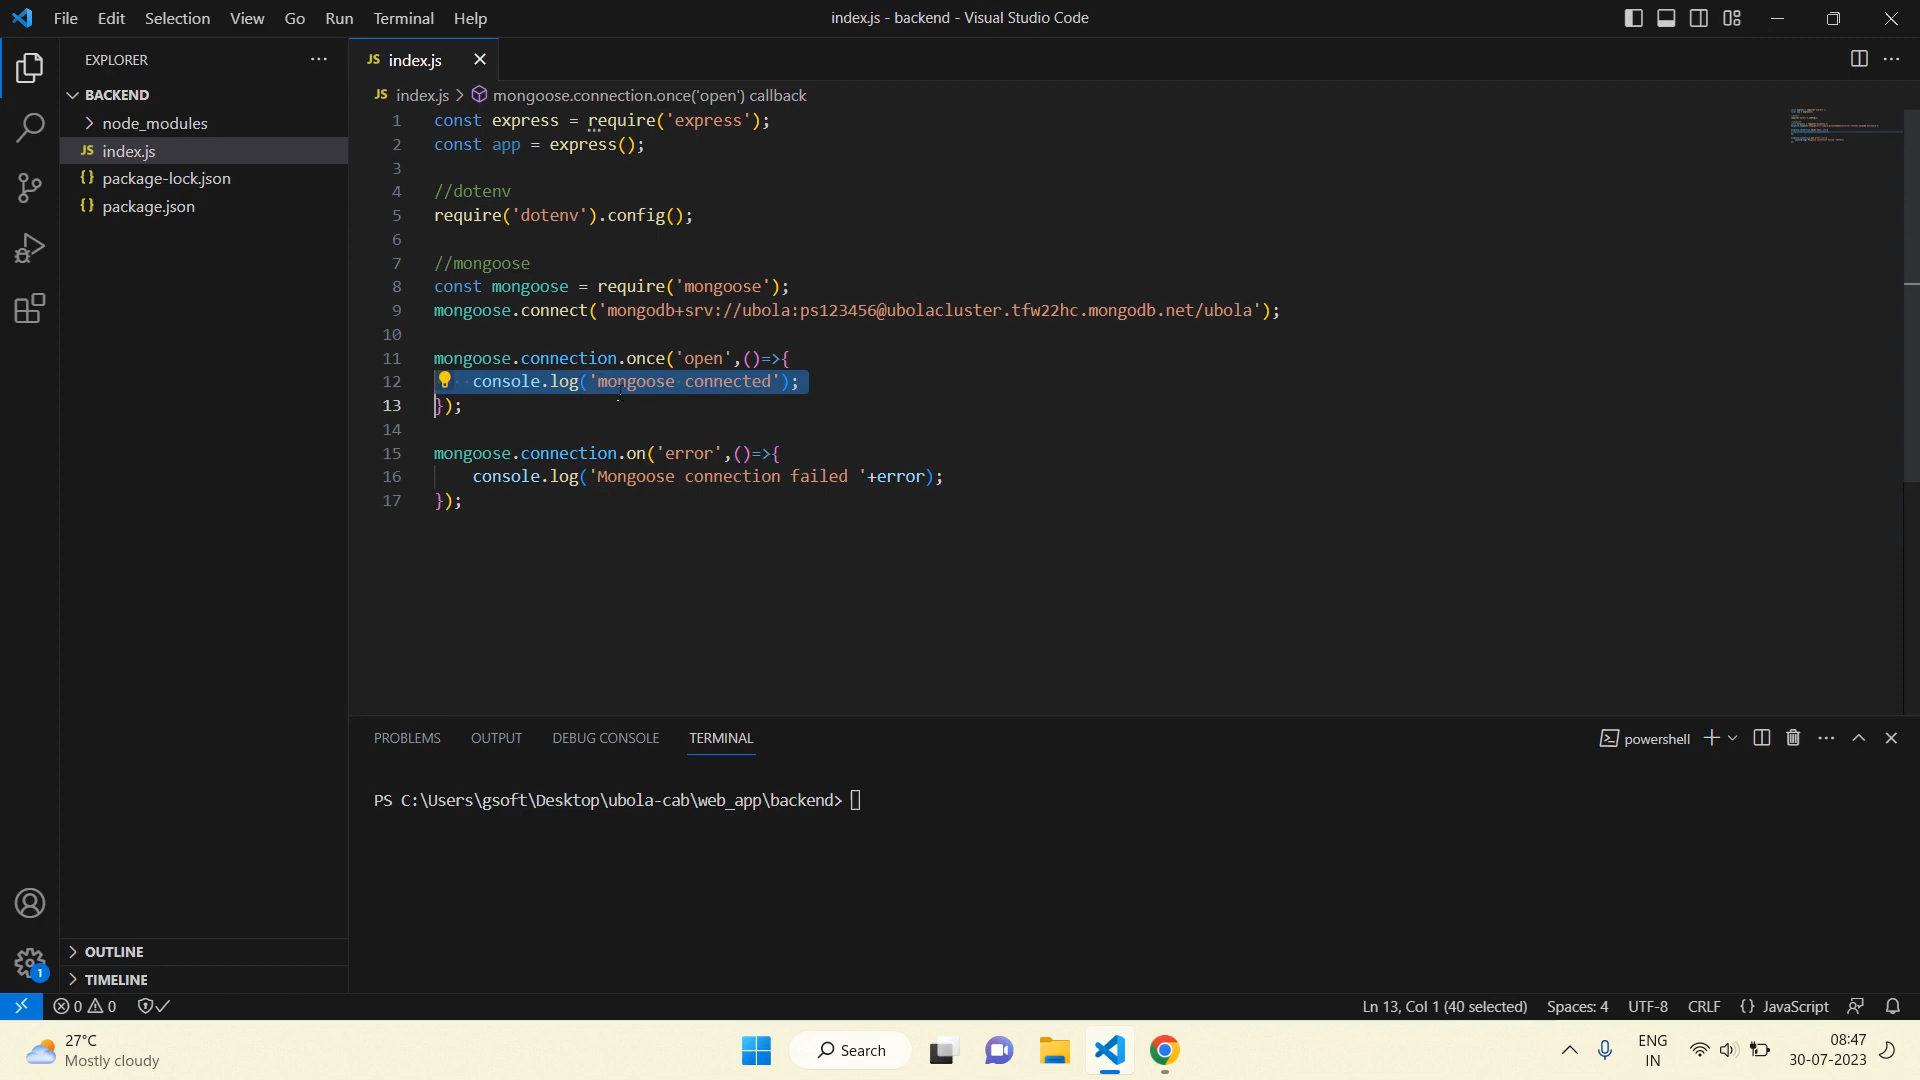 File Edit Selection View Go Run Terminal Help
index.js - backend - Visual Studio Code
EXPLORER
BACKEND
node_modules
JS index.js
{} package-lock.json
{} package.json
OUTLINE
TIMELINE
JS index.js
JS index.js > mongoose.connection.once('open') callback
1 const express = require('express');
2 const app = express();
3
4 //dotenv
5 require('dotenv').config();
6
7 //mongoose
8 const mongoose = require('mongoose');
9 mongoose.connect('mongodb+srv://ubola:ps123456@ubolacluster.tfw22hc.mongodb.net/ubola');
10
11 mongoose.connection.once('open',()=>{
12 console.log('mongoose connected');
13 });
14
15 mongoose.connection.on('error',()=>{
16 console.log('Mongoose connection failed '+error);
17 });
PROBLEMS OUTPUT DEBUG CONSOLE TERMINAL
powershell
PS C:\Users\gsoft\Desktop\ubola-cab\web_app\backend>
1
0 0
Ln 13, Col 1 (40 selected) Spaces: 4 UTF-8 CRLF {} JavaScript
27°C
Mostly cloudy
Search
ENG
IN
08:47
30-07-2023